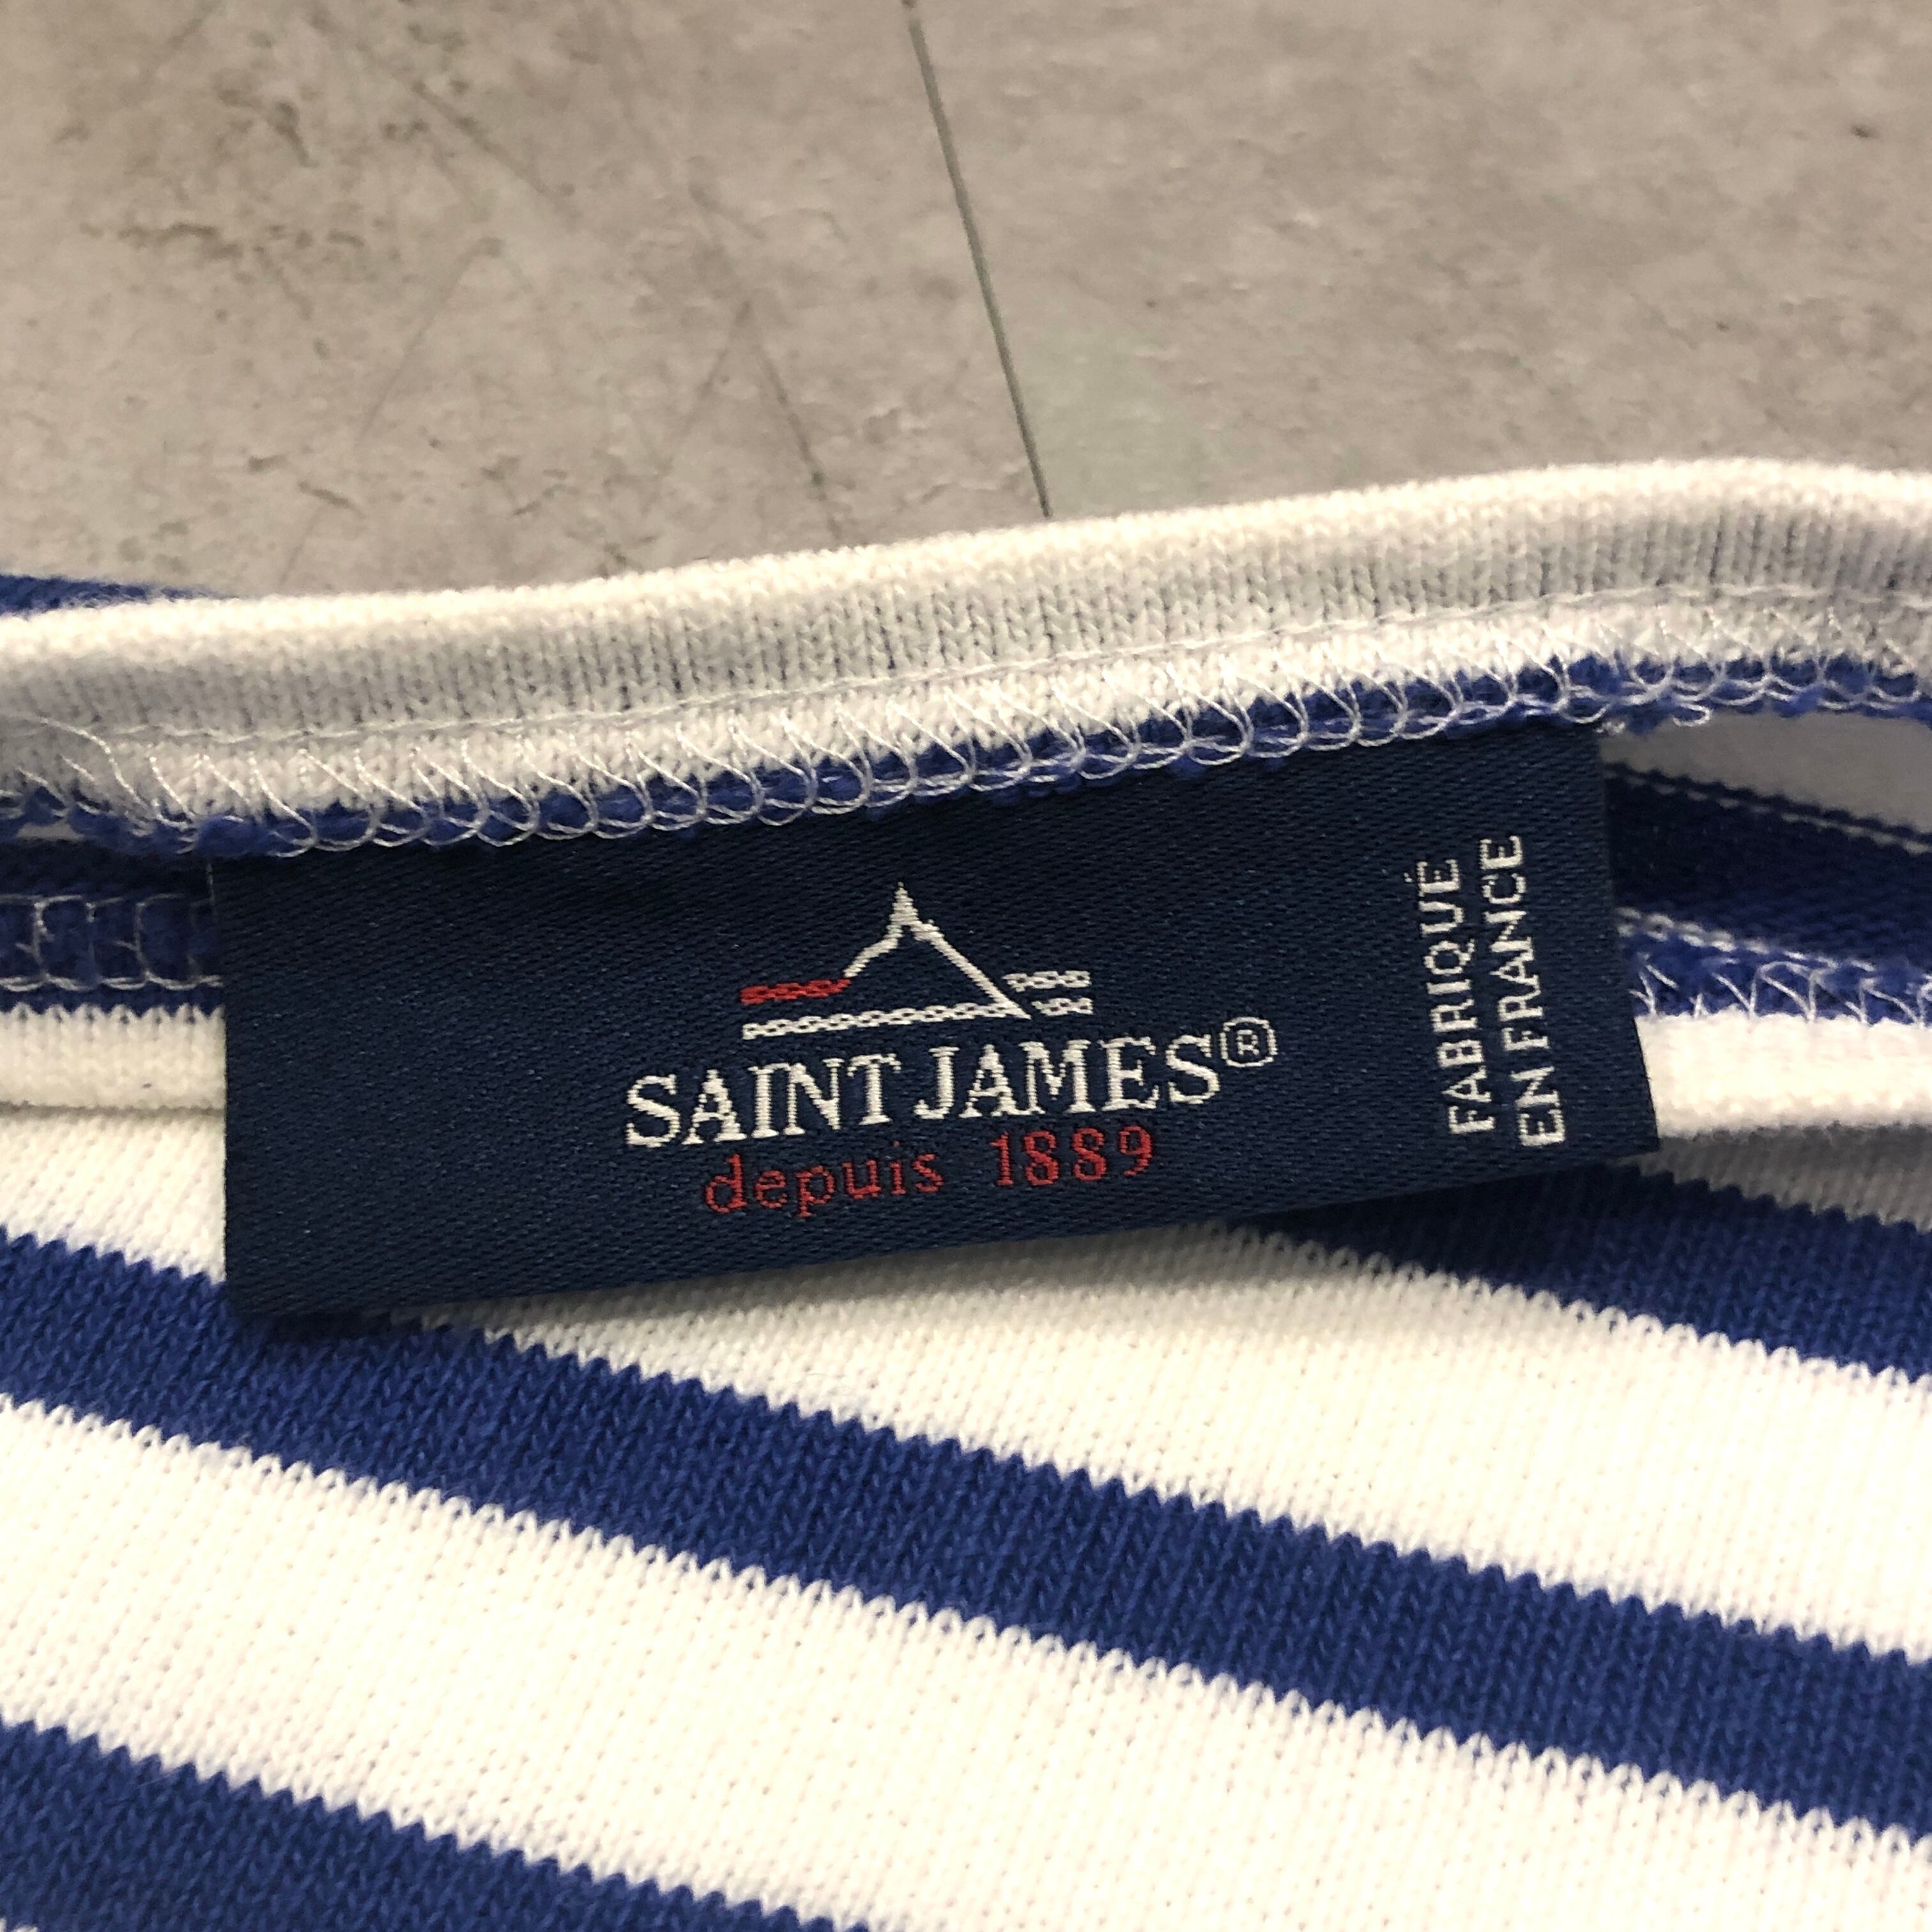 SAINT JAMES®
depuis 1889
FABRIQUÉ
EN FRANCE